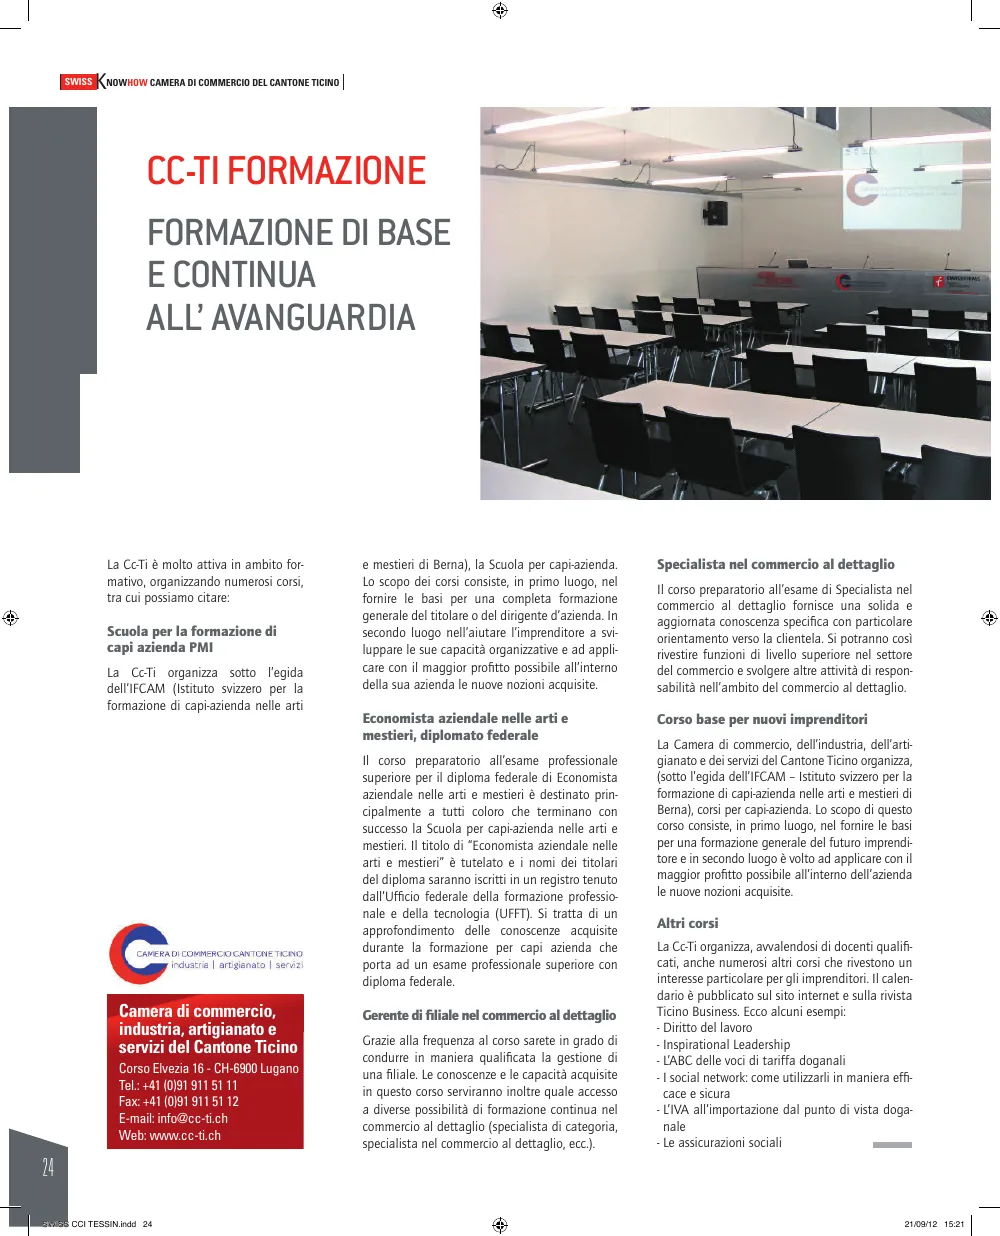 SWISS KNOWHOW CAMERA DI COMMERCIO DEL CANTONE TICINO
CC-TI FORMAZIONE
FORMAZIONE DI BASE
E CONTINUA
ALL’ AVANGUARDIA
La Cc-Ti è molto attiva in ambito for-
mativo, organizzando numerosi corsi,
tra cui possiamo citare:
Scuola per la formazione di
capi azienda PMI
La Cc-Ti organizza sotto l’egida
dell’IFCAM (Istituto svizzero per la
formazione di capi-azienda nelle arti
e mestieri di Berna), la Scuola per capi-azienda.
Lo scopo dei corsi consiste, in primo luogo, nel
fornire le basi per una completa formazione
generale del titolare o del dirigente d’azienda. In
secondo luogo nell’aiutare l’imprenditore a svi-
luppare le sue capacità organizzative e ad appli-
care con il maggior profitto possibile all’interno
della sua azienda le nuove nozioni acquisite.
Economista aziendale nelle arti e
mestieri, diplomato federale
Il corso preparatorio all’esame professionale
superiore per il diploma federale di Economista
aziendale nelle arti e mestieri è destinato prin-
cipalmente a tutti coloro che terminano con
successo la Scuola per capi-azienda nelle arti e
mestieri. Il titolo di “Economista aziendale nelle
arti e mestieri” è tutelato e i nomi dei titolari
del diploma saranno iscritti in un registro tenuto
dall’Ufficio federale della formazione professio-
nale e della tecnologia (UFFT). Si tratta di un
approfondimento delle conoscenze acquisite
durante la formazione per capi azienda che
porta ad un esame professionale superiore con
diploma federale.
Gerente di filiale nel commercio al dettaglio
Grazie alla frequenza al corso sarete in grado di
condurre in maniera qualificata la gestione di
una filiale. Le conoscenze e le capacità acquisite
in questo corso serviranno inoltre quale accesso
a diverse possibilità di formazione continua nel
commercio al dettaglio (specialista di categoria,
specialista nel commercio al dettaglio, ecc.).
Specialista nel commercio al dettaglio
Il corso preparatorio all’esame di Specialista nel
commercio al dettaglio fornisce una solida e
aggiornata conoscenza specifica con particolare
orientamento verso la clientela. Si potranno così
rivestire funzioni di livello superiore nel settore
del commercio e svolgere altre attività di respon-
sabilità nell’ambito del commercio al dettaglio.
Corso base per nuovi imprenditori
La Camera di commercio, dell’industria, dell’arti-
gianato e dei servizi del Cantone Ticino organizza,
(sotto l’egida dell’IFCAM – Istituto svizzero per la
formazione di capi-azienda nelle arti e mestieri di
Berna), corsi per capi-azienda. Lo scopo di questo
corso consiste, in primo luogo, nel fornire le basi
per una formazione generale del futuro imprendi-
tore e in secondo luogo è volto ad applicare con il
maggior profitto possibile all’interno dell’azienda
le nuove nozioni acquisite.
Altri corsi
La Cc-Ti organizza, avvalendosi di docenti qualifi-
cati, anche numerosi altri corsi che rivestono un
interesse particolare per gli imprenditori. Il calen-
dario è pubblicato sul sito internet e sulla rivista
Ticino Business. Ecco alcuni esempi:
- Diritto del lavoro
- Inspirational Leadership
- L’ABC delle voci di tariffa doganali
- I social network: come utilizzarli in maniera effi-
cace e sicura
- L’IVA all’importazione dal punto di vista doga-
nale
- Le assicurazioni sociali
CAMERA DI COMMERCIO CANTONE TICINO
industria | artigianato | servizi
Camera di commercio,
industria, artigianato e
servizi del Cantone Ticino
Corso Elvezia 16 - CH-6900 Lugano
Tel.: +41 (0)91 911 51 11
Fax: +41 (0)91 911 51 12
E-mail: info@cc-ti.ch
Web: www.cc-ti.ch
24
SWISS CCI TESSIN.indd 24
21/09/12 15:21